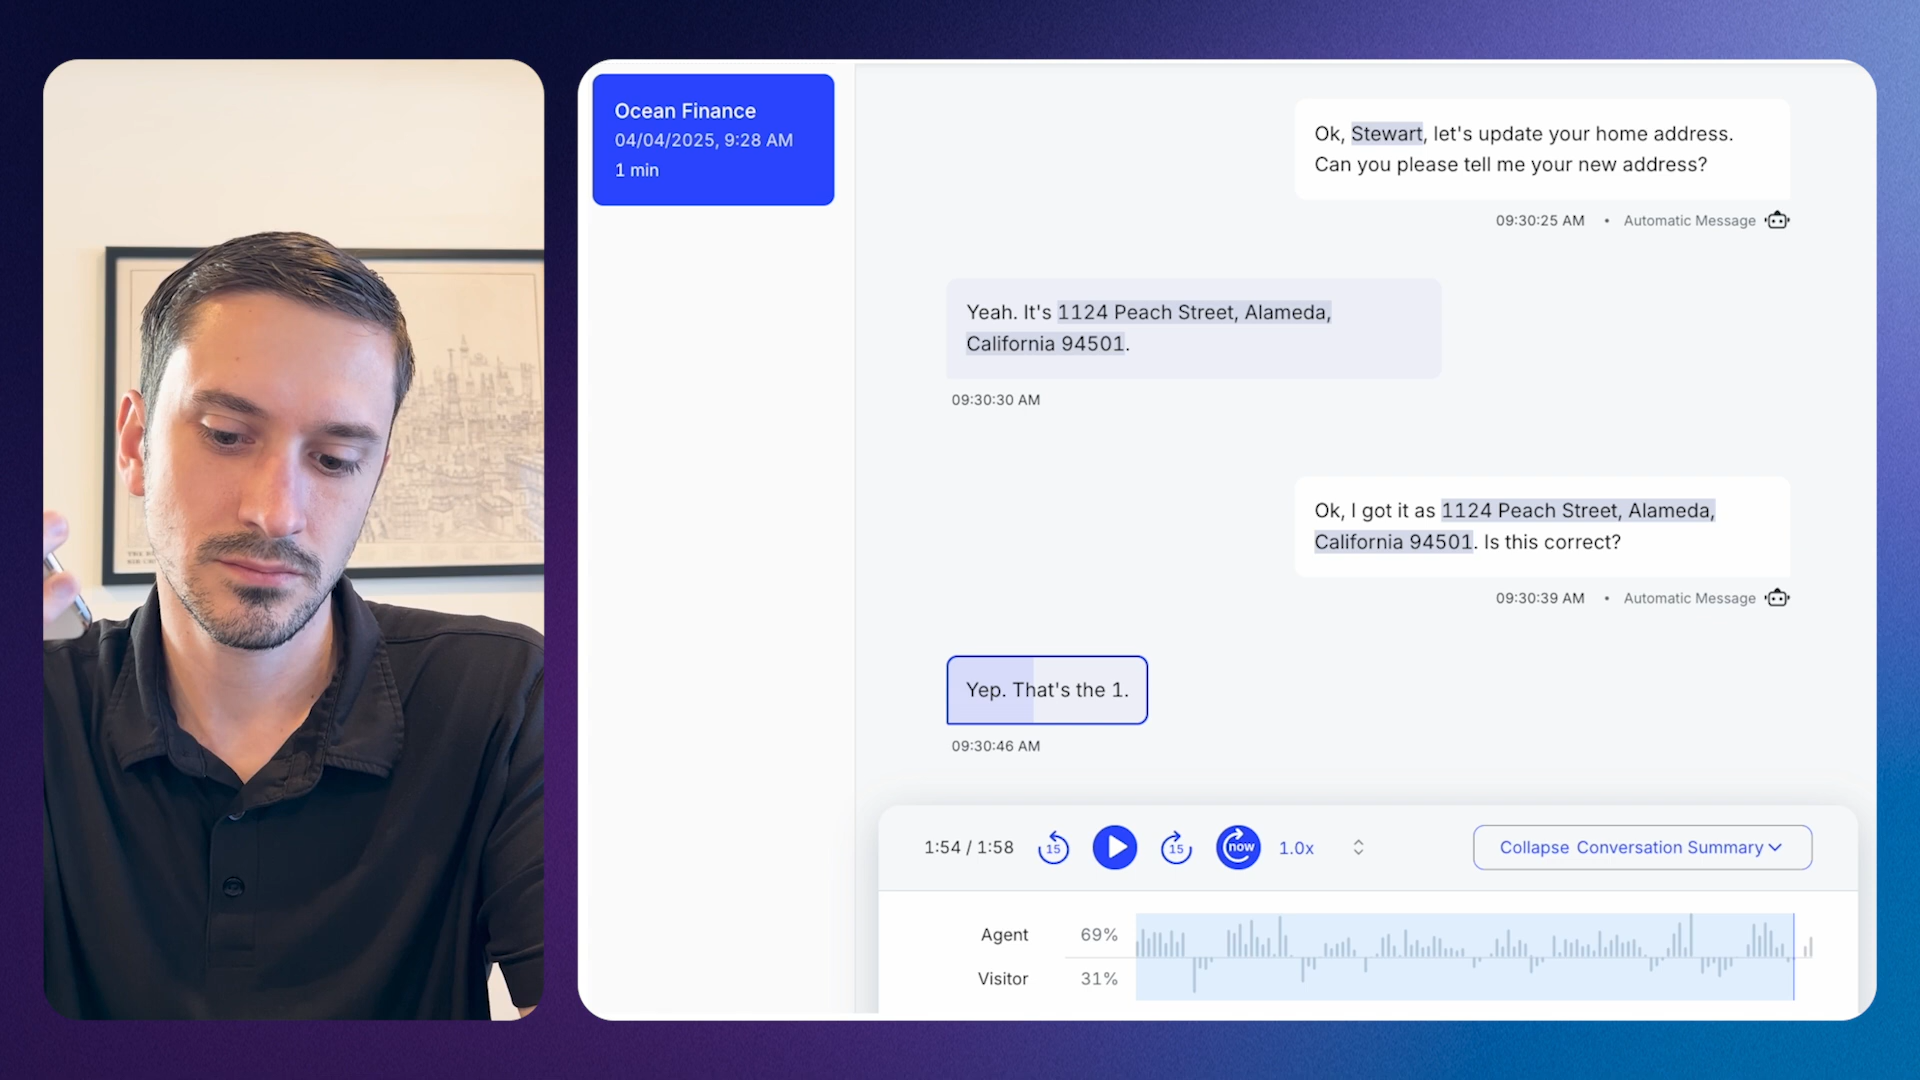 Ocean Finance
04/04/2025, 9:28 AM
1 min
Ok, Stewart, let's update your home address.
Can you please tell me your new address?
09:30:25 AM • Automatic Message
Yeah. It's 1124 Peach Street, Alameda,
California 94501.
09:30:30 AM
Ok, I got it as 1124 Peach Street, Alameda,
California 94501. Is this correct?
09:30:39 AM • Automatic Message
Yep. That's the 1.
09:30:46 AM
1:54 / 1:58
15
15
now
1.0x
Collapse Conversation Summary
Agent 69%
Visitor 31%